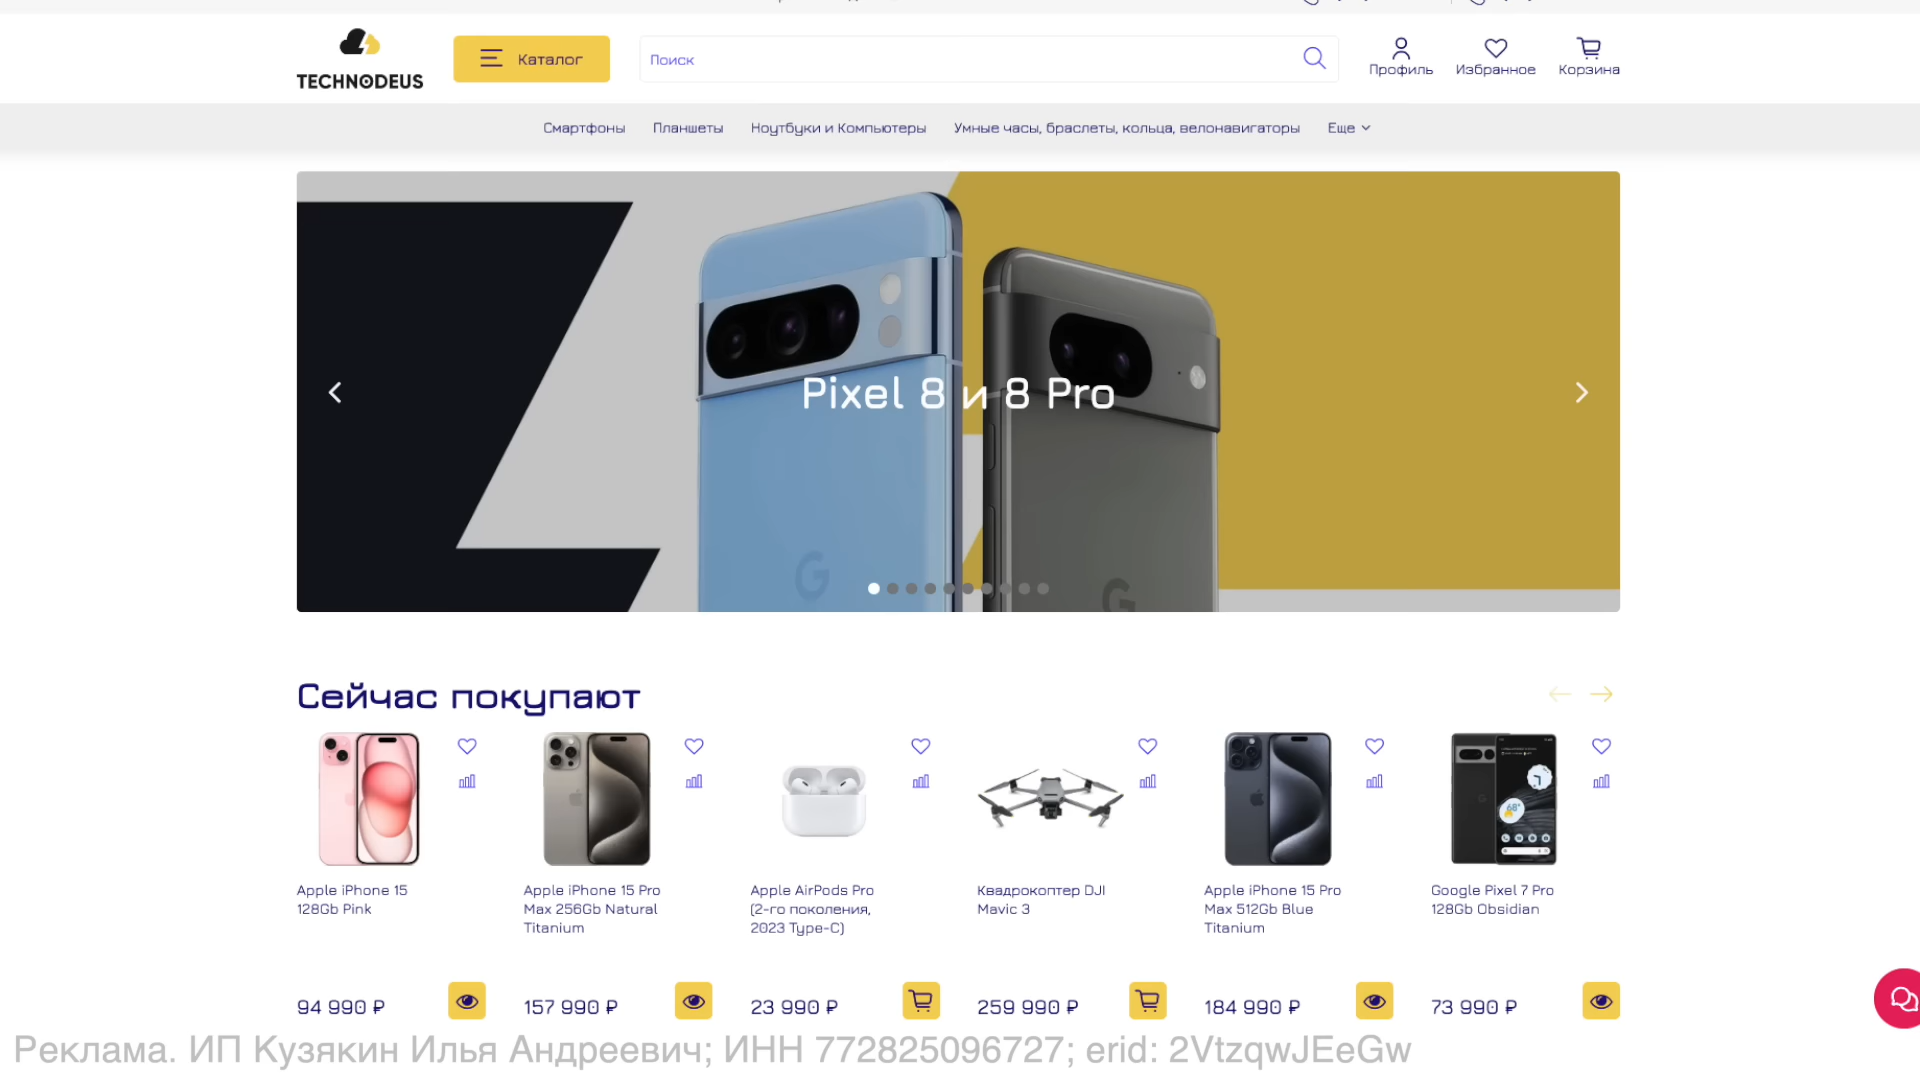 TECHNODEUS
Каталог
Поиск
Профиль
Избранное
Корзина
Смартфоны
Планшеты
Ноутбуки и Компьютеры
Умные часы, браслеты, кольца, велонавигаторы
Еще
Pixel 8 и 8 Pro
Сейчас покупают
Apple iPhone 15
128Gb Pink
94 990 ₽
Apple iPhone 15 Pro
Max 256Gb Natural
Titanium
157 990 ₽
Apple AirPods Pro
(2-го поколения,
2023 Type-C)
23 990 ₽
Квадрокоптер DJI
Mavic 3
259 990 ₽
Apple iPhone 15 Pro
Max 512Gb Blue
Titanium
184 990 ₽
Google Pixel 7 Pro
128Gb Obsidian
73 990 ₽
Реклама. ИП Кузякин Илья Андреевич; ИНН 772825096727; erid: 2VtzqwJEeGw